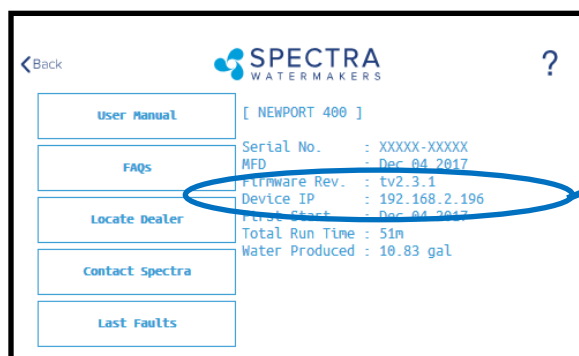 Back
SPECTRA
WATERMAKERS
?
User Manual
FAQs
Locate Dealer
Contact Spectra
Last Faults
[ NEWPORT 400 ]
Serial No. : XXXXX-XXXXX
MFD : Dec 04 2017
Firmware Rev. : tv2.3.1
Device IP : 192.168.2.196
First Start : Dec 04 2017
Total Run Time : 51m
Water Produced : 10.83 gal